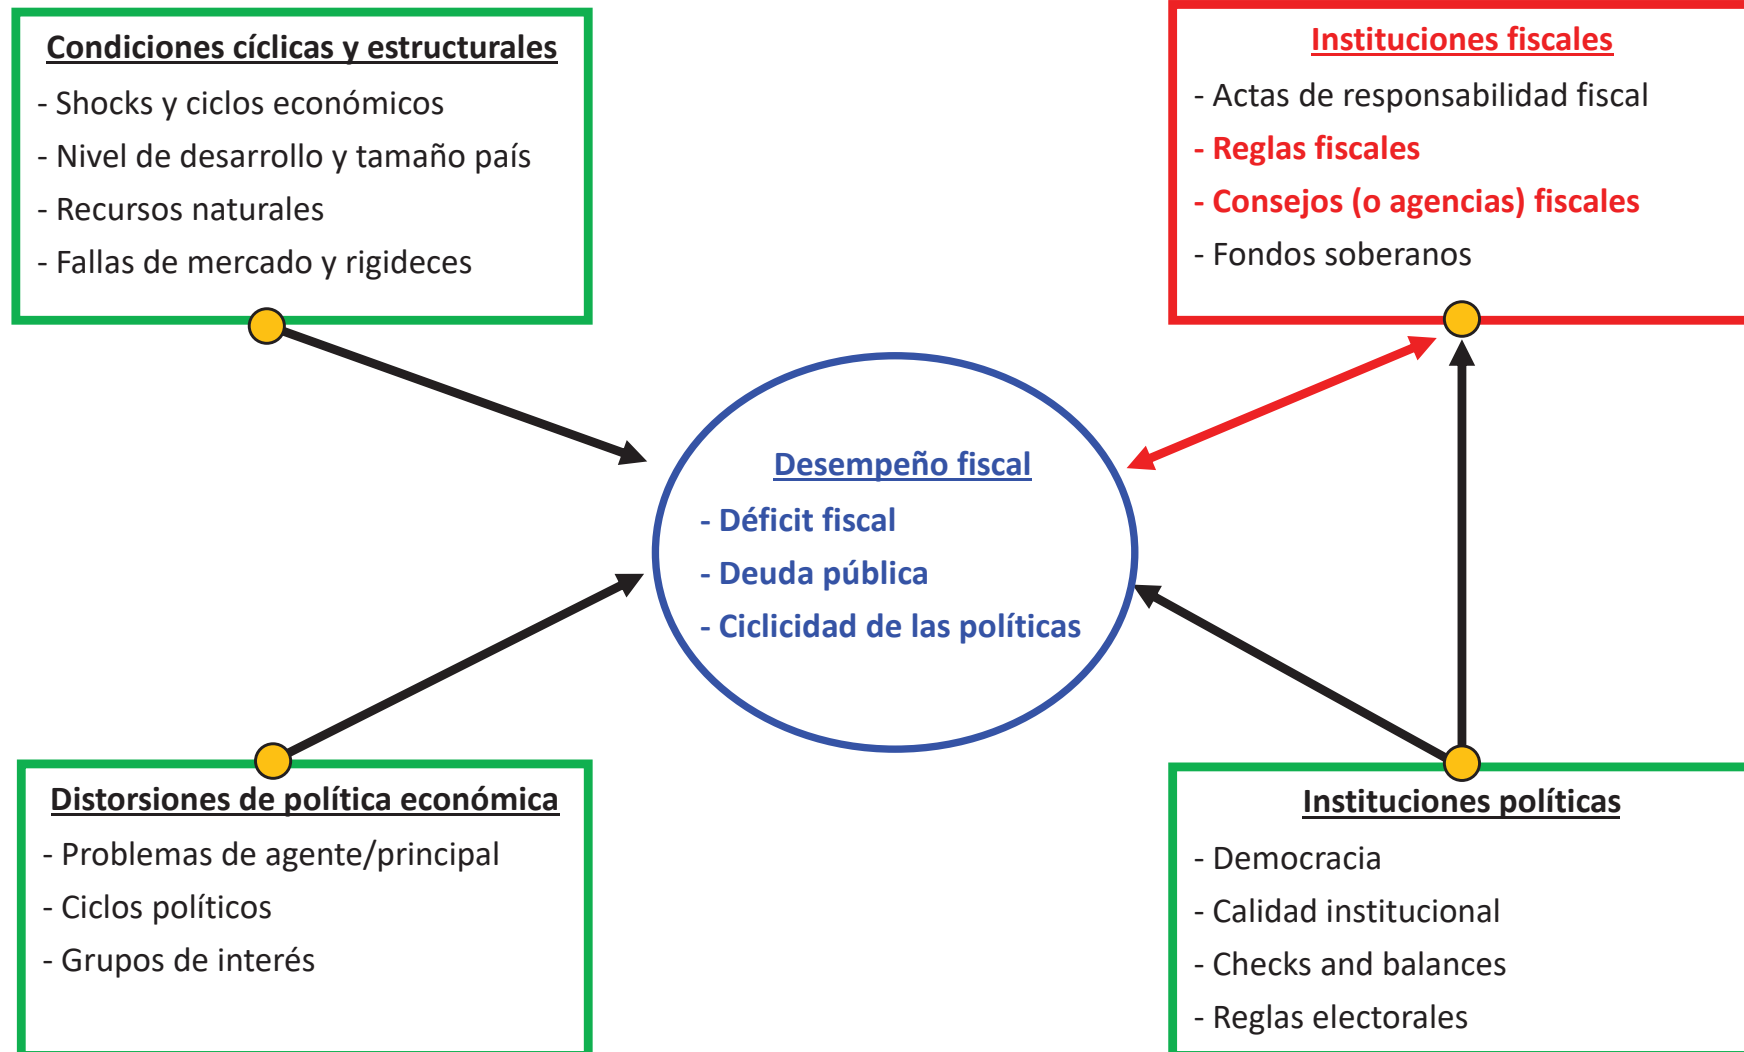 Condiciones cíclicas y estructurales
- Shocks y ciclos económicos
- Nivel de desarrollo y tamaño país
- Recursos naturales
- Fallas de mercado y rigideces
Instituciones fiscales
- Actas de responsabilidad fiscal
- Reglas fiscales
- Consejos (o agencias) fiscales
- Fondos soberanos
Desempeño fiscal
- Déficit fiscal
- Deuda pública
- Ciclicidad de las políticas
Distorsiones de política económica
- Problemas de agente/principal
- Ciclos políticos
- Grupos de interés
Instituciones políticas
- Democracia
- Calidad institucional
- Checks and balances
- Reglas electorales